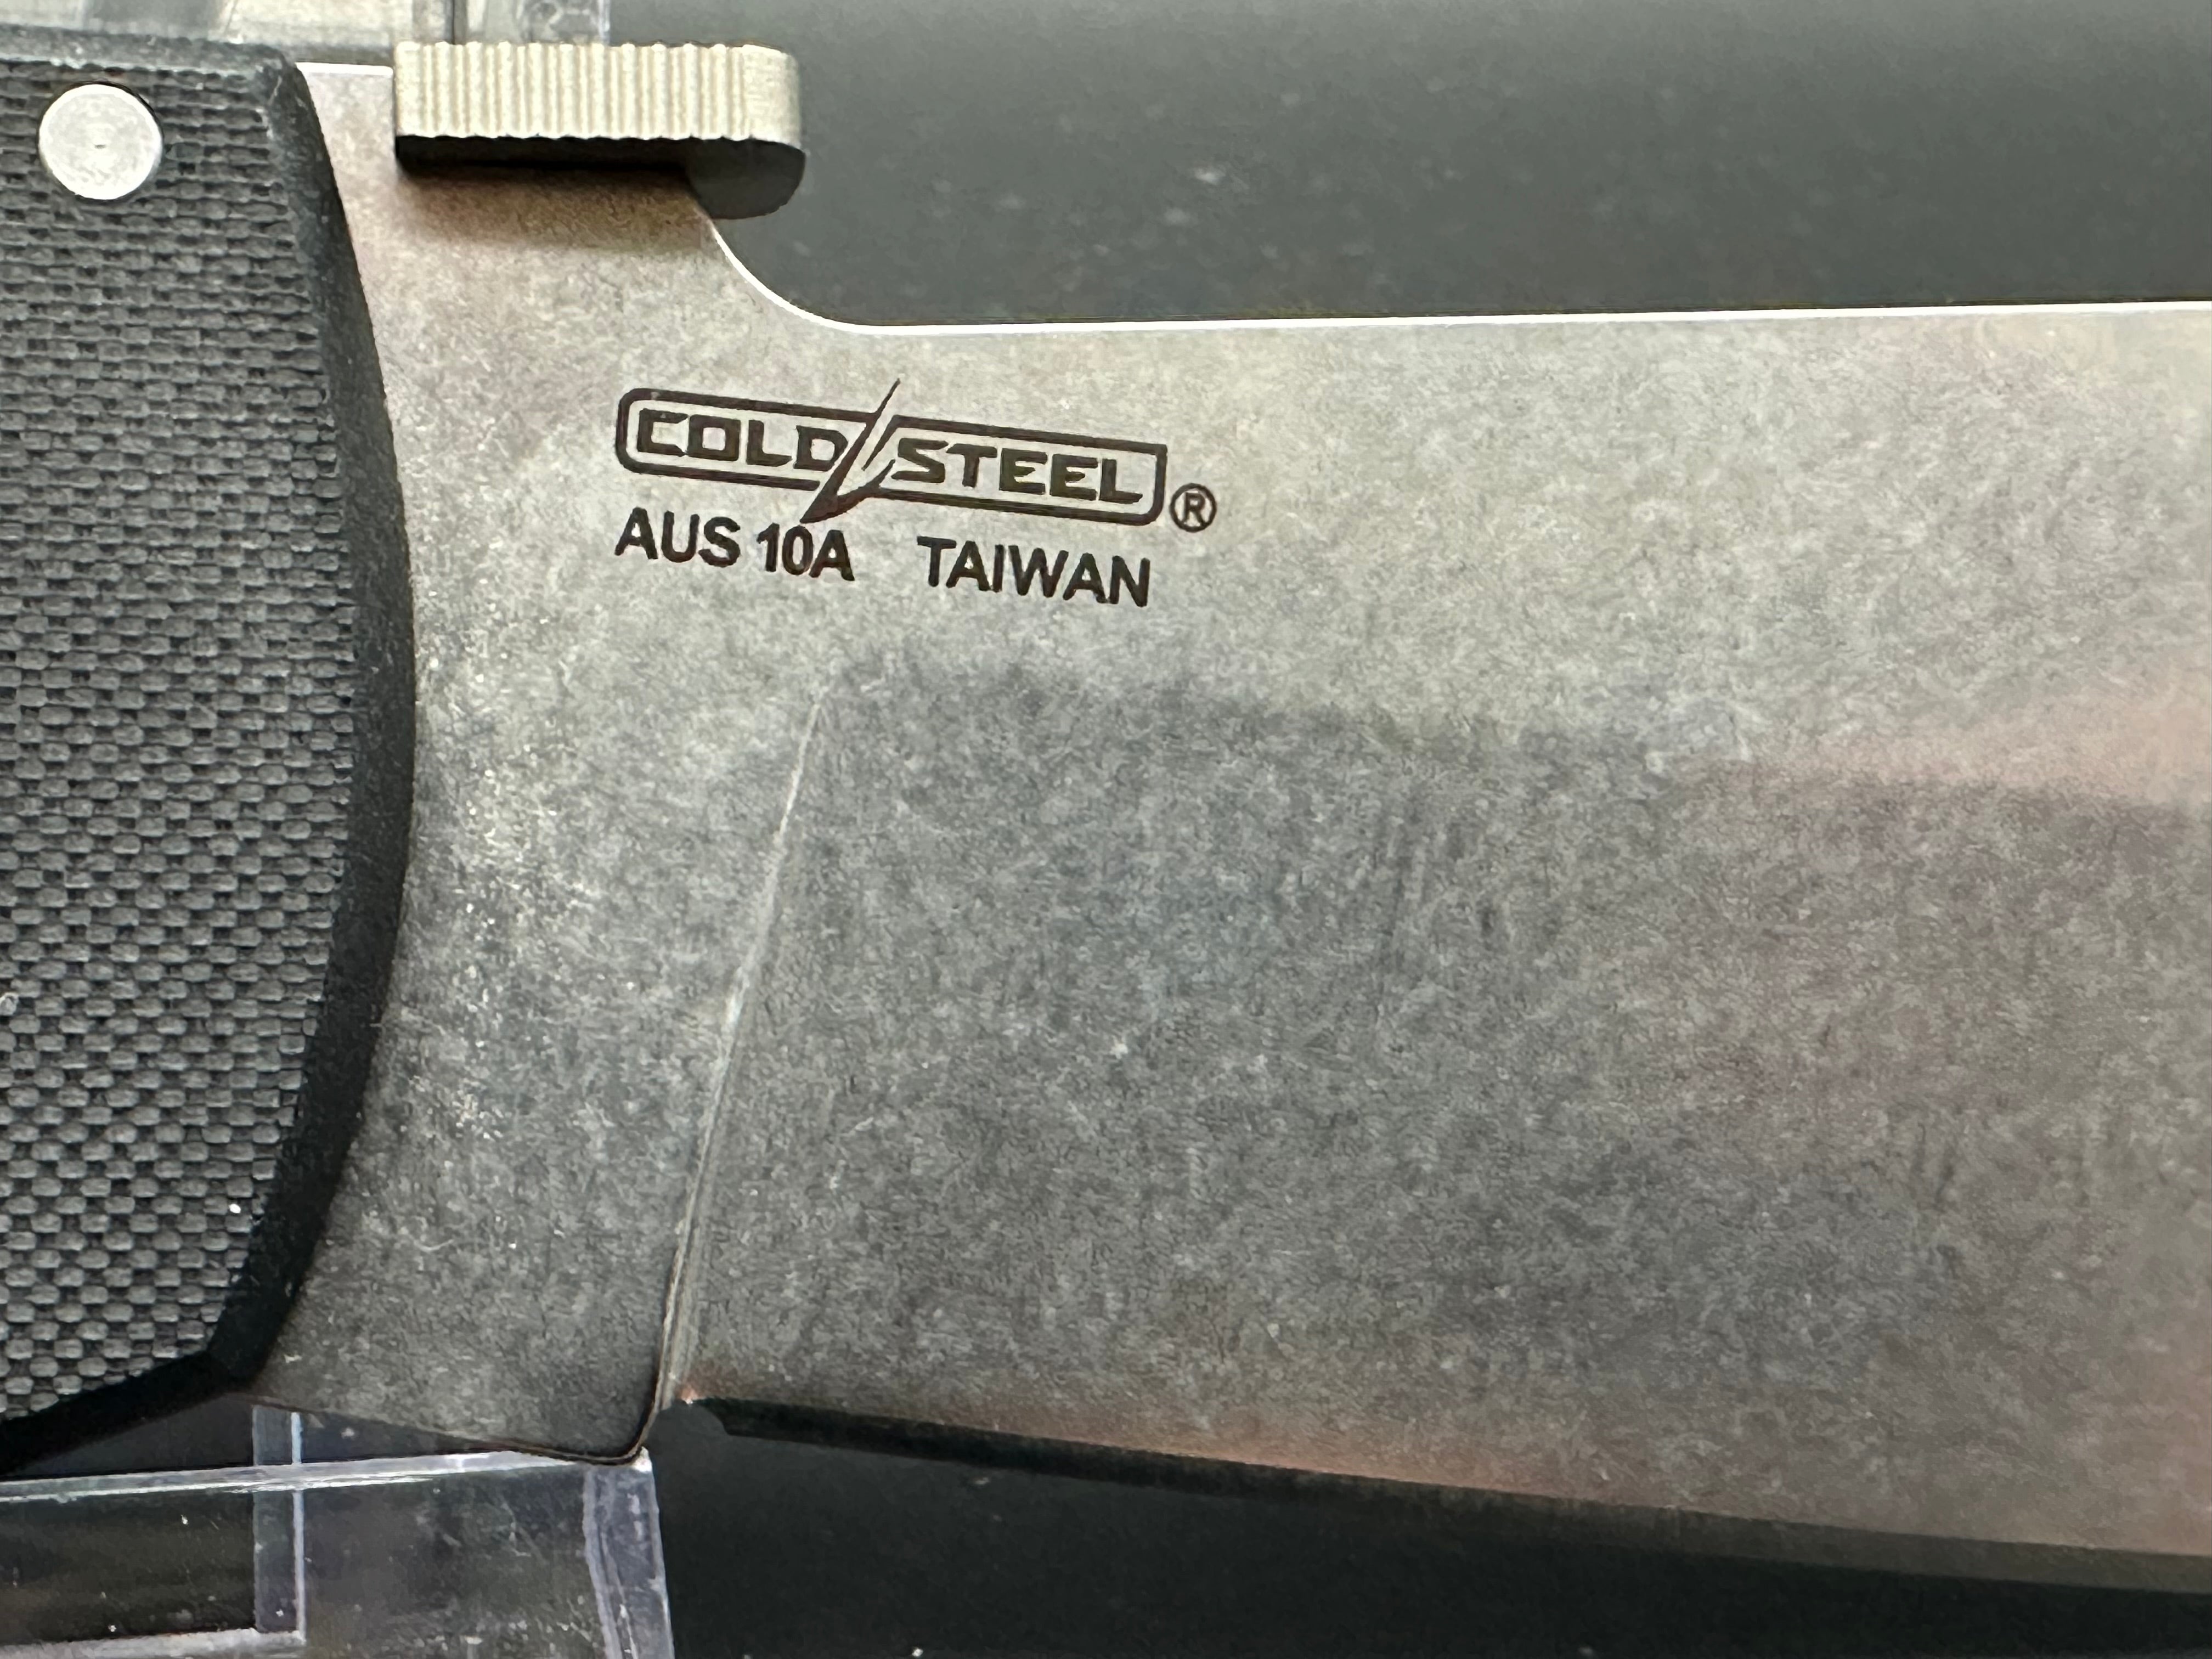 COLD STEEL ®
AUS 10A TAIWAN